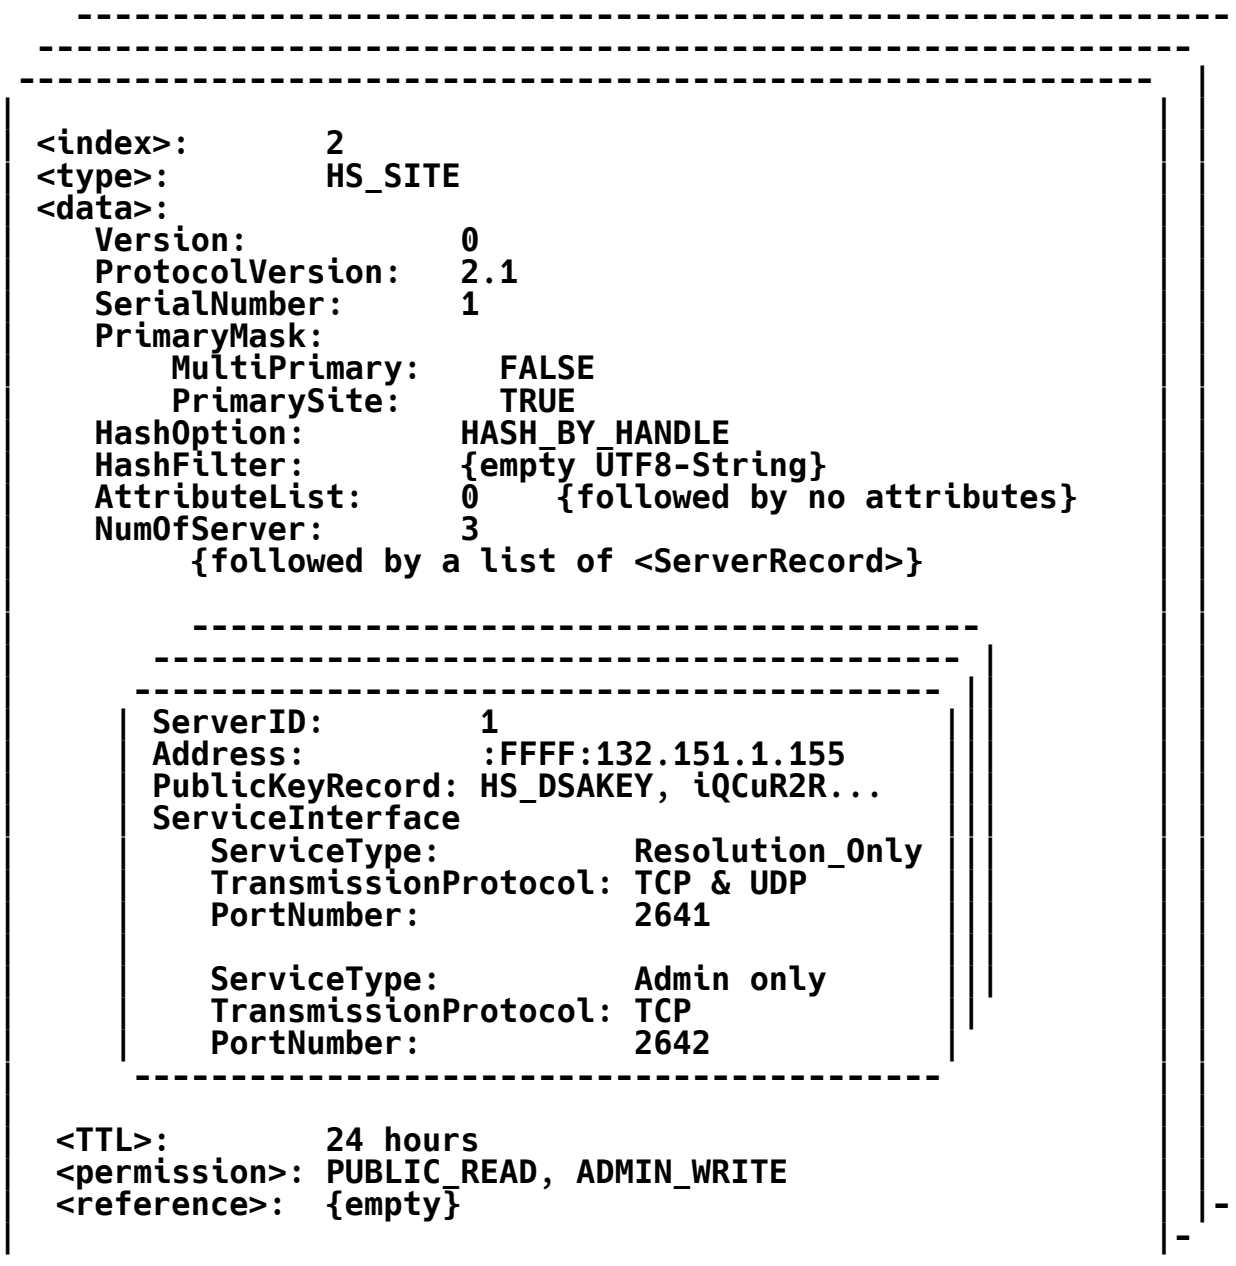 <index>: 2
<type>: HS_SITE
<data>:
Version: 0
ProtocolVersion: 2.1
SerialNumber: 1
PrimaryMask:
MultiPrimary: FALSE
PrimarySite: TRUE
HashOption: HASH_BY_HANDLE
HashFilter: {empty UTF8-String}
AttributeList: 0 {followed by no attributes}
NumOfServer: 3
{followed by a list of <ServerRecord>}
ServerID: 1
Address: :FFFF:132.151.1.155
PublicKeyRecord: HS_DSAKEY, iQCuR2R...
ServiceInterface
ServiceType: Resolution_Only
TransmissionProtocol: TCP & UDP
PortNumber: 2641
ServiceType: Admin only
TransmissionProtocol: TCP
PortNumber: 2642
<TTL>: 24 hours
<permission>: PUBLIC_READ, ADMIN_WRITE
<reference>: {empty}